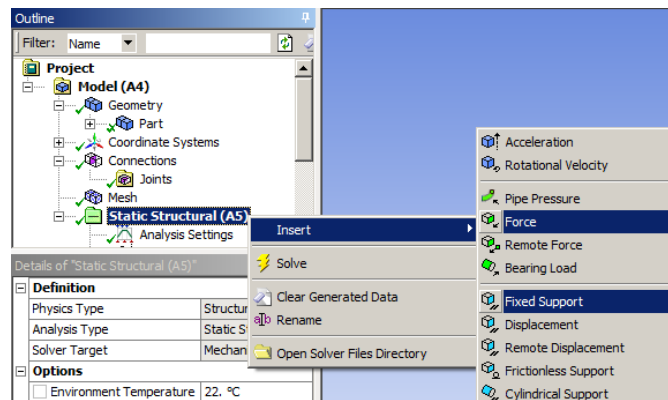 Outline
Filter: Name
Project
Model (A4)
Geometry
Part
Coordinate Systems
Connections
Joints
Mesh
Static Structural (A5)
Analysis Settings
Details of "Static Structural (A5)"
Definition
Physics Type Structur
Analysis Type Static S
Solver Target Mechan
Options
Environment Temperature 22. °C
Insert
Solve
Clear Generated Data
Rename
Open Solver Files Directory
Acceleration
Rotational Velocity
Pipe Pressure
Force
Remote Force
Bearing Load
Fixed Support
Displacement
Remote Displacement
Frictionless Support
Cylindrical Support